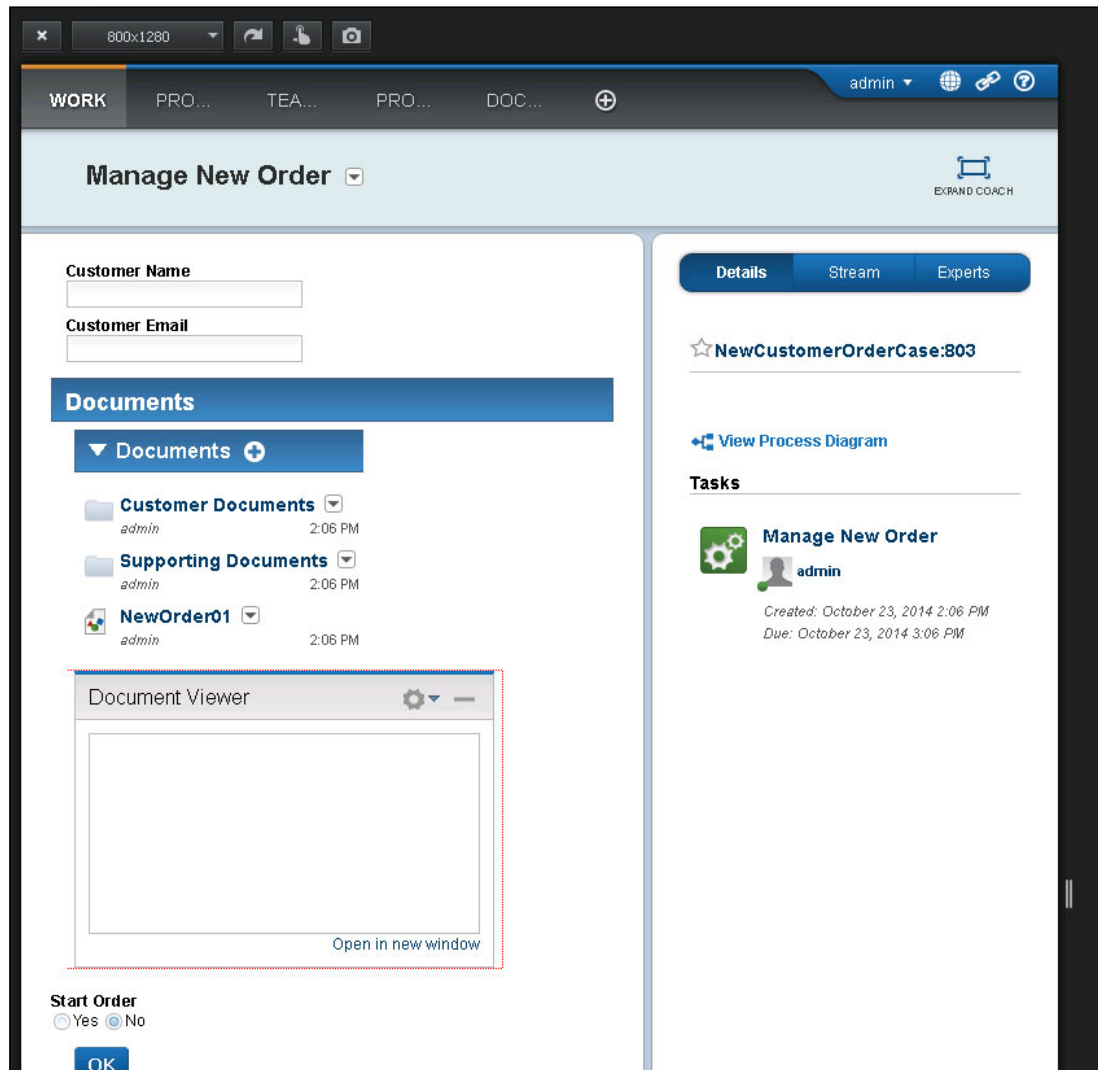 800x1280
WORK PRO... TEA... PRO... DOC... admin
Manage New Order
EXPAND COACH
Customer Name
Customer Email
Documents
Documents
Customer Documents
admin 2:06 PM
Supporting Documents
admin 2:06 PM
NewOrder01
admin 2:06 PM
Document Viewer
Open in new window
Start Order
Yes No
OK
Details Stream Experts
NewCustomerOrderCase:803
View Process Diagram
Tasks
Manage New Order
admin
Created: October 23, 2014 2:06 PM
Due: October 23, 2014 3:06 PM